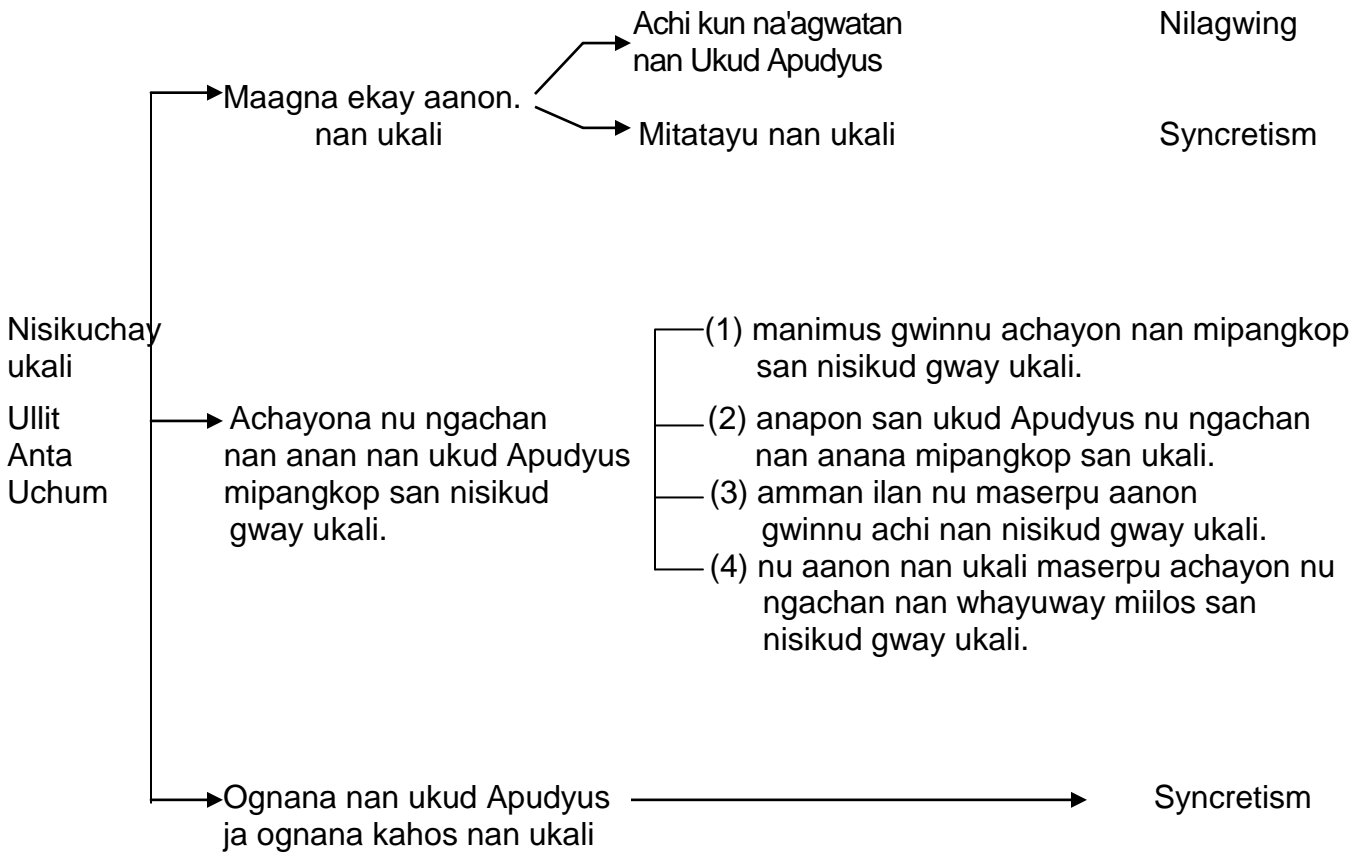 Achi kun na'agwatan
nan Ukud Apudyus
Nilagwing
Maagna ekay aanon.
nan ukali
Mitatayu nan ukali
Syncretism
Nisikuchay
ukali
Ullit
Anta
Uchum
Achayona nu ngachan
nan anan nan ukud Apudyus
mipangkop san nisikud
gway ukali.
(1) manimus gwinnu achayon nan mipangkop
san nisikud gway ukali.
(2) anapon san ukud Apudyus nu ngachan
nan anana mipangkop san ukali.
(3) amman ilan nu maserpu aanon
gwinnu achi nan nisikud gway ukali.
(4) nu aanon nan ukali maserpu achayon nu
ngachan nan whayuway miilos san
nisikud gway ukali.
Ognana nan ukud Apudyus
ja ognana kahos nan ukali
Syncretism